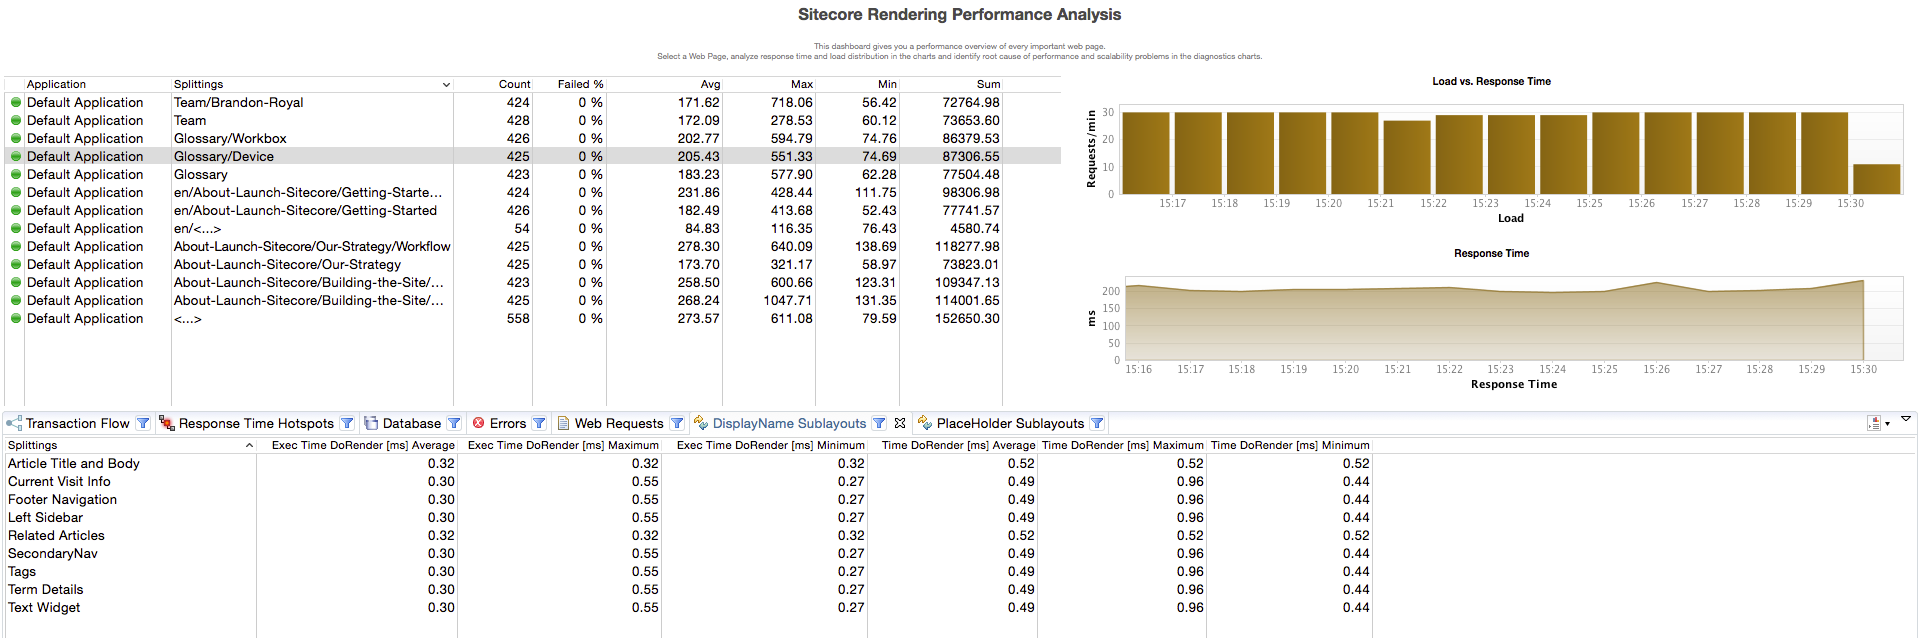 Sitecore Rendering Performance Analysis
This dashboard gives you a performance overview of every important web page.
Select a Web Page, analyze response time and load distribution in the charts and identify root cause of performance and scalability problems in the diagnostics charts.
Application Splittings Count Failed % Avg Max Min Sum
Default Application Team/Brandon-Royal 424 0 % 171.62 718.06 56.42 72764.98
Default Application Team 428 0 % 172.09 278.53 60.12 73653.60
Default Application Glossary/Workbox 426 0 % 202.77 594.79 74.76 86379.53
Default Application Glossary/Device 425 0 % 205.43 551.33 74.69 87306.55
Default Application Glossary 423 0 % 183.23 577.90 62.28 77504.48
Default Application en/About-Launch-Sitecore/Getting-Starte... 424 0 % 231.86 428.44 111.75 98306.98
Default Application en/About-Launch-Sitecore/Getting-Started 426 0 % 182.49 413.68 52.43 77741.57
Default Application en/<...> 54 0 % 84.83 116.35 76.43 4580.74
Default Application About-Launch-Sitecore/Our-Strategy/Workflow 425 0 % 278.30 640.09 138.69 118277.98
Default Application About-Launch-Sitecore/Our-Strategy 425 0 % 173.70 321.17 58.97 73823.01
Default Application About-Launch-Sitecore/Building-the-Site/... 423 0 % 258.50 600.66 123.31 109347.13
Default Application About-Launch-Sitecore/Building-the-Site/... 425 0 % 268.24 1047.71 131.35 114001.65
Default Application <...> 558 0 % 273.57 611.08 79.59 152650.30
Load vs. Response Time
Requests/min
30
20
10
0
15:17 15:18 15:19 15:20 15:21 15:22 15:23 15:24 15:25 15:26 15:27 15:28 15:29 15:30
Load
Response Time
ms
200
150
100
50
0
15:16 15:17 15:18 15:19 15:20 15:21 15:22 15:23 15:24 15:25 15:26 15:27 15:28 15:29 15:30
Response Time
Transaction Flow Response Time Hotspots Database Errors Web Requests DisplayName Sublayouts PlaceHolder Sublayouts
Splittings Exec Time DoRender [ms] Average Exec Time DoRender [ms] Maximum Exec Time DoRender [ms] Minimum Time DoRender [ms] Average Time DoRender [ms] Maximum Time DoRender [ms] Minimum
Article Title and Body 0.32 0.32 0.32 0.52 0.52 0.52
Current Visit Info 0.30 0.55 0.27 0.49 0.96 0.44
Footer Navigation 0.30 0.55 0.27 0.49 0.96 0.44
Left Sidebar 0.30 0.55 0.27 0.49 0.96 0.44
Related Articles 0.32 0.32 0.32 0.52 0.52 0.52
SecondaryNav 0.30 0.55 0.27 0.49 0.96 0.44
Tags 0.30 0.55 0.27 0.49 0.96 0.44
Term Details 0.30 0.55 0.27 0.49 0.96 0.44
Text Widget 0.30 0.55 0.27 0.49 0.96 0.44